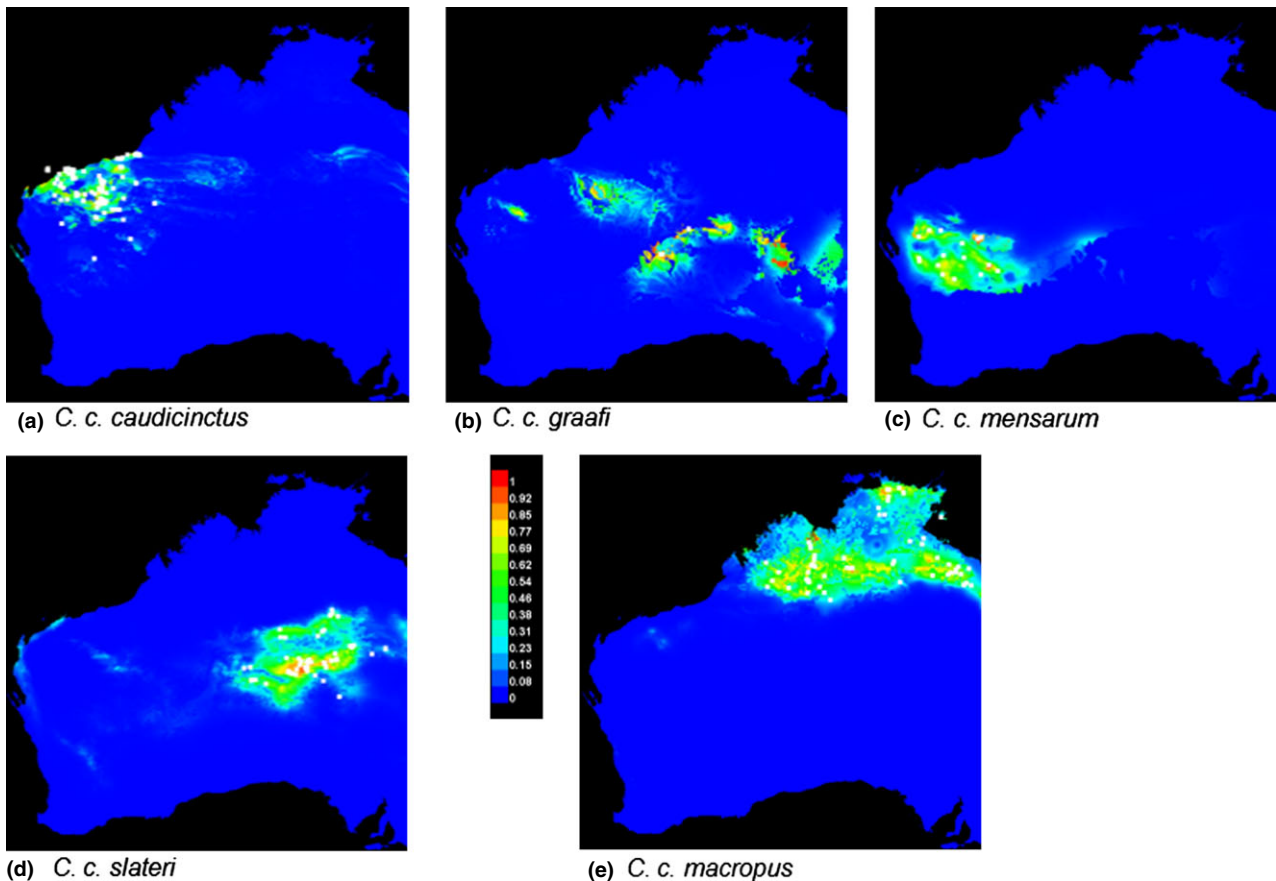 (a) C. c. caudicinctus
(b) C. c. graafi
(c) C. c. mensarum
1
0.92
0.85
0.77
0.69
0.62
0.54
0.46
0.38
0.31
0.23
0.15
0.08
0
(d) C. c. slateri
(e) C. c. macropus